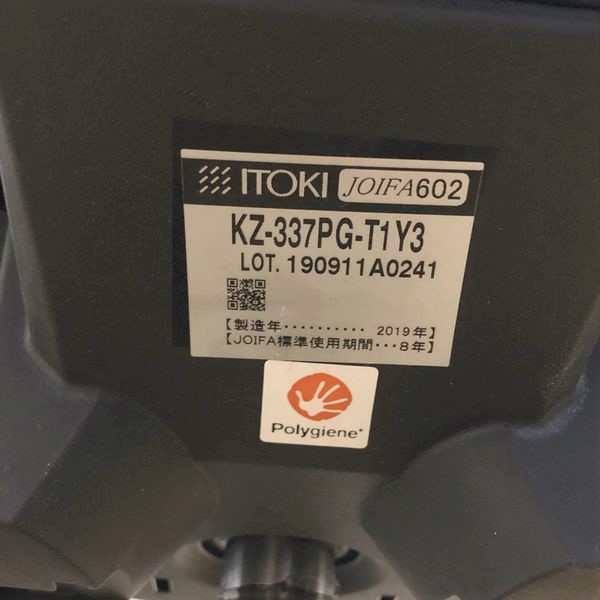 ITOKI JOIFA602
KZ-337PG-T1Y3
LOT. 190911A0241
【製造年·········· 2019年】
【JOIFA標準使用期間···8年】
Polygiene®